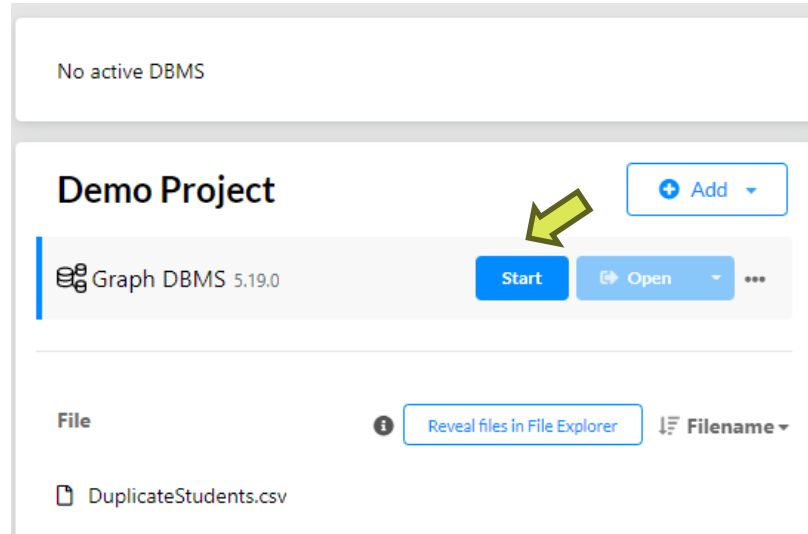 No active DBMS
Demo Project
Add
Graph DBMS 5.19.0
Start
Open
File
Reveal files in File Explorer
Filename
DuplicateStudents.csv